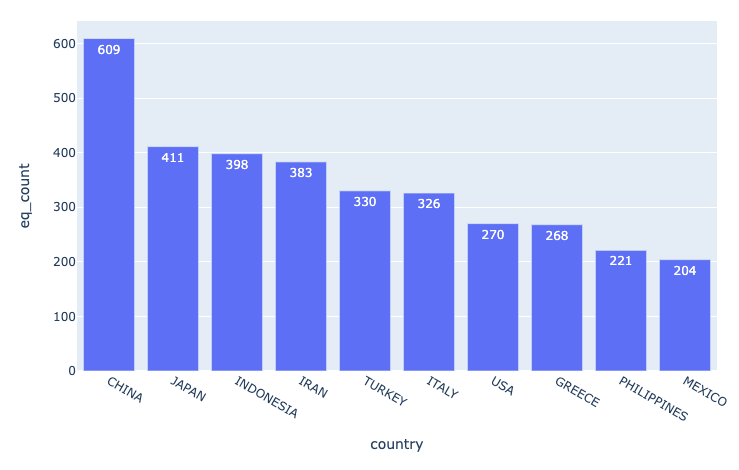 600
500
400
300
200
100
0
eq_count
609
411
398
383
330
326
270
268
221
204
CHINA
JAPAN
INDONESIA
IRAN
TURKEY
ITALY
USA
GREECE
PHILIPPINES
MEXICO
country